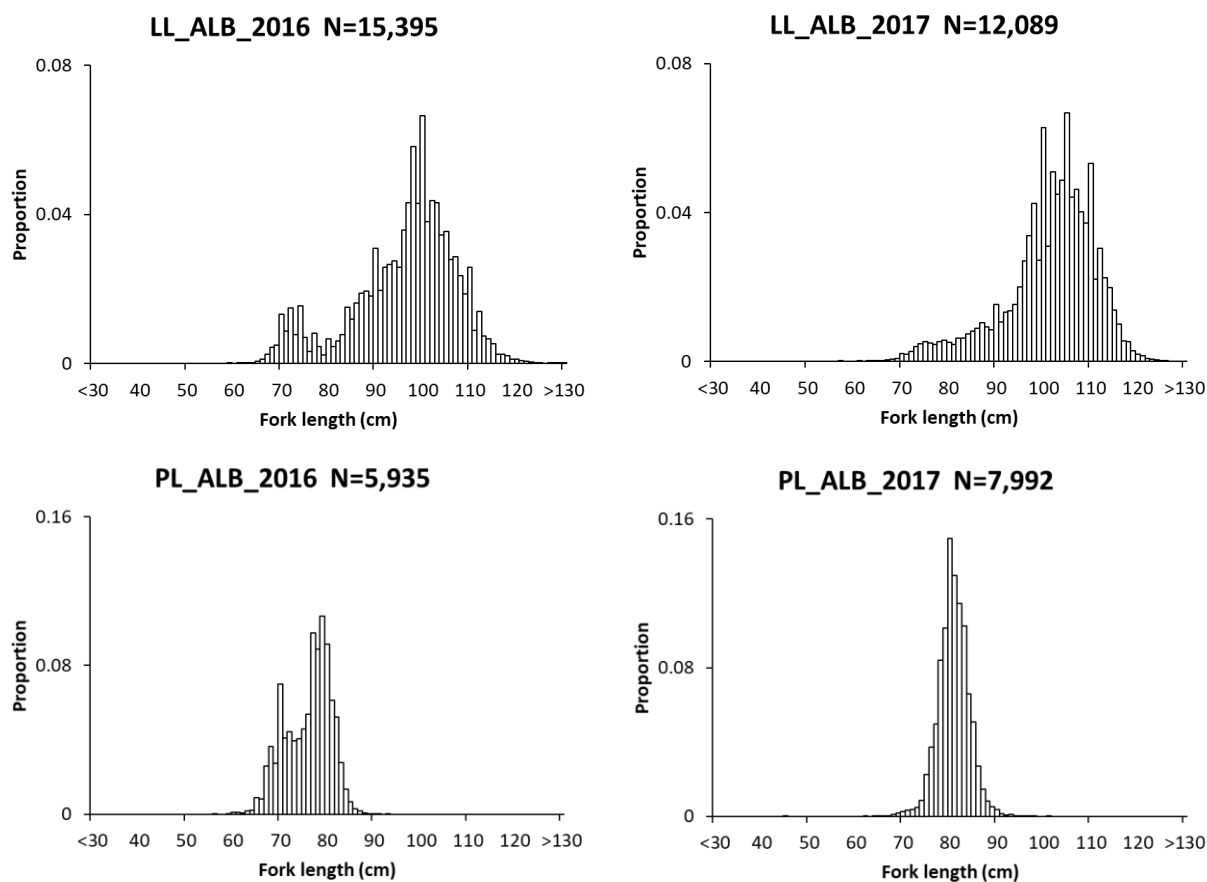 LL_ALB_2016 N=15,395
0.08
0.04
0
Proportion
<30 40 50 60 70 80 90 100 110 120 >130
Fork length (cm)
LL_ALB_2017 N=12,089
0.08
0.04
0
Proportion
<30 40 50 60 70 80 90 100 110 120 >130
Fork length (cm)
PL_ALB_2016 N=5,935
0.16
0.08
0
Proportion
<30 40 50 60 70 80 90 100 110 120 >130
Fork length (cm)
PL_ALB_2017 N=7,992
0.16
0.08
0
Proportion
<30 40 50 60 70 80 90 100 110 120 >130
Fork length (cm)